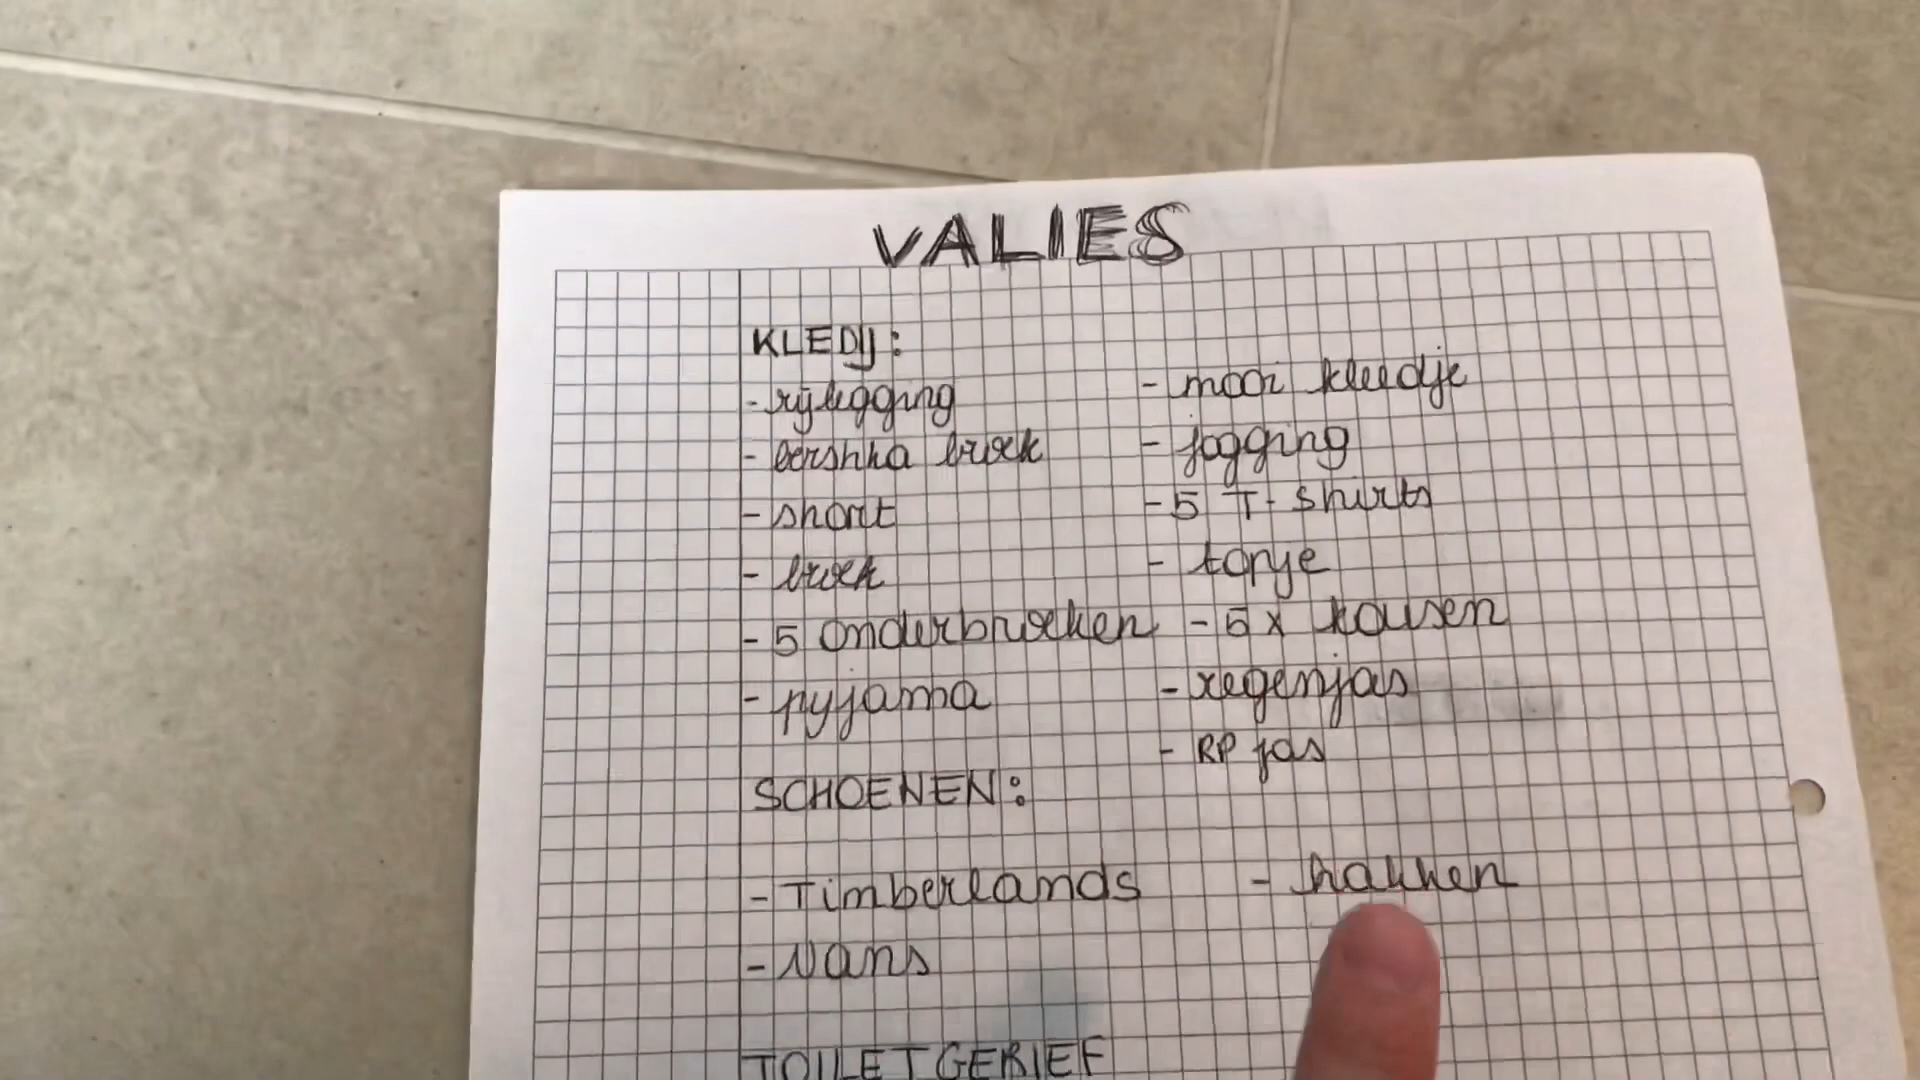 VALIES
KLEDIJ:
- rijlegging
- bershka broek
- short
- broek
- 5 onderbroeken
- pyjama
- mooi kleedje
- jogging
- 5 T-shirts
- topje
- 5x kousen
- regenjas
- RP jas
SCHOENEN:
- Timberlands
- Vans
- hakken
TOILETGERIEF